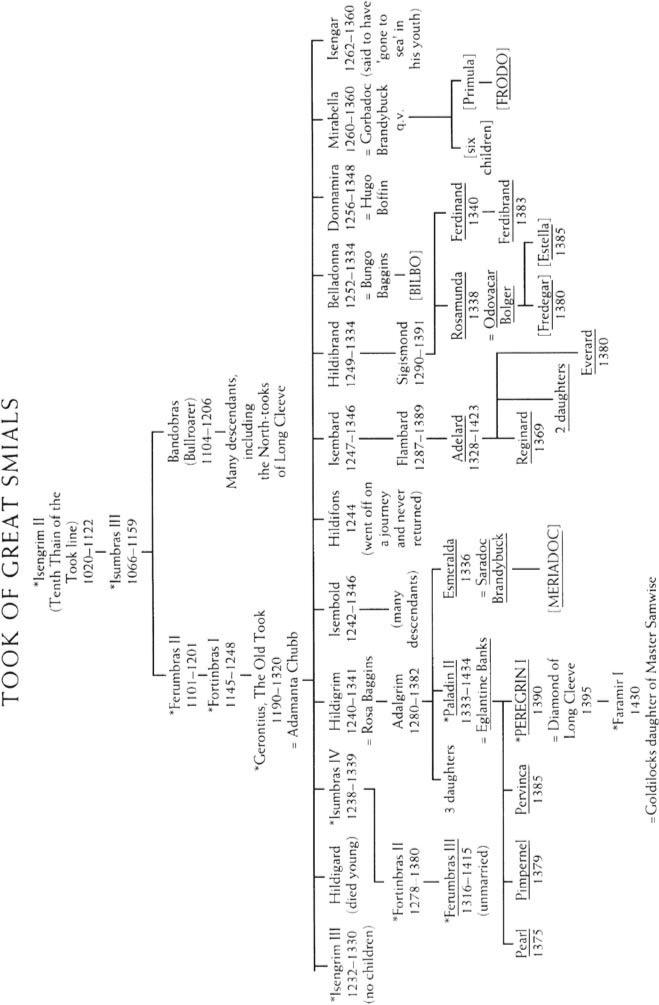 TOOK OF GREAT SMIALS
*Isengrim II
(Tenth Thain of the
Took line)
1020–1122
*Isumbras III
1066–1159
*Ferumbras II
1101–1201
Bandobras
(Bullroarer)
1104–1206
*Fortinbras I
1145–1248
Many descendants,
including
the North-tooks
of Long Cleeve
*Gerontius, The Old Took
1190–1320
= Adamanta Chubb
*Isengrim III
1232–1330
(no children)
Hildigard
(died young)
*Isumbras IV
1238–1339
Hildigrim
1240–1341
= Rosa Baggins
Isembold
1242–1346
(many
descendants)
Hildifons
1244
(went off on
a journey
and never
returned)
Isembard
1247–1346
Hildibrand
1249–1334
Belladonna
1252–1334
= Bungo
Baggins
[BILBO]
Donnamira
1256–1348
= Hugo
Boffin
Mirabella
1260–1360
= Gorbadoc
Brandybuck
q.v.
Isengar
1262–1360
(said to have
'gone to
sea' in
his youth)
*Fortinbras II
1278–1380
Adalgrim
1280–1382
Flambard
1287–1389
Sigismond
1290–1391
[six
children]
[Primula]
[FRODO]
*Ferumbras III
1316–1415
(unmarried)
3 daughters
*Paladin II
1333–1434
= Eglantine Banks
Esmeralda
1336
= Saradoc
Brandybuck
[MERIADOC]
Adelard
1328–1423
Rosamunda
1338
= Odovacar
Bolger
Ferdinand
1340
Ferdibrand
1383
Pearl
1375
Pimpernel
1379
Pervinca
1385
*PEREGRIN I
1390
= Diamond of
Long Cleeve
1395
Reginard
1369
2 daughters
Everard
1380
[Fredegar]
1380
[Estella]
1385
*Faramir I
1430
= Goldilocks daughter of Master Samwise